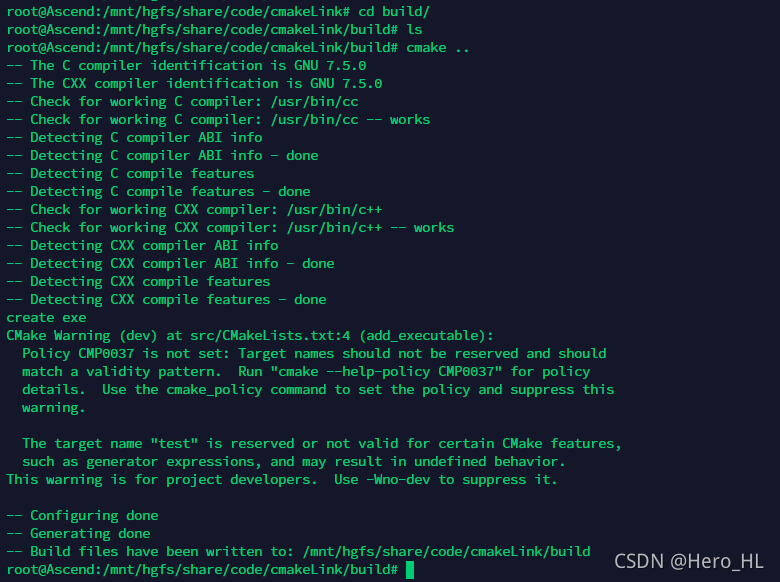 root@Ascend:/mnt/hgfs/share/code/cmakeLink# cd build/
root@Ascend:/mnt/hgfs/share/code/cmakeLink/build# ls
root@Ascend:/mnt/hgfs/share/code/cmakeLink/build# cmake ..
-- The C compiler identification is GNU 7.5.0
-- The CXX compiler identification is GNU 7.5.0
-- Check for working C compiler: /usr/bin/cc
-- Check for working C compiler: /usr/bin/cc -- works
-- Detecting C compiler ABI info
-- Detecting C compiler ABI info - done
-- Detecting C compile features
-- Detecting C compile features - done
-- Check for working CXX compiler: /usr/bin/c++
-- Check for working CXX compiler: /usr/bin/c++ -- works
-- Detecting CXX compiler ABI info
-- Detecting CXX compiler ABI info - done
-- Detecting CXX compile features
-- Detecting CXX compile features - done
create exe
CMake Warning (dev) at src/CMakeLists.txt:4 (add_executable):
  Policy CMP0037 is not set: Target names should not be reserved and should
  match a validity pattern.  Run "cmake --help-policy CMP0037" for policy
  details.  Use the cmake_policy command to set the policy and suppress this
  warning.

  The target name "test" is reserved or not valid for certain CMake features,
  such as generator expressions, and may result in undefined behavior.
This warning is for project developers.  Use -Wno-dev to suppress it.

-- Configuring done
-- Generating done
-- Build files have been written to: /mnt/hgfs/share/code/cmakeLink/build
root@Ascend:/mnt/hgfs/share/code/cmakeLink/build#
CSDN @Hero_HL